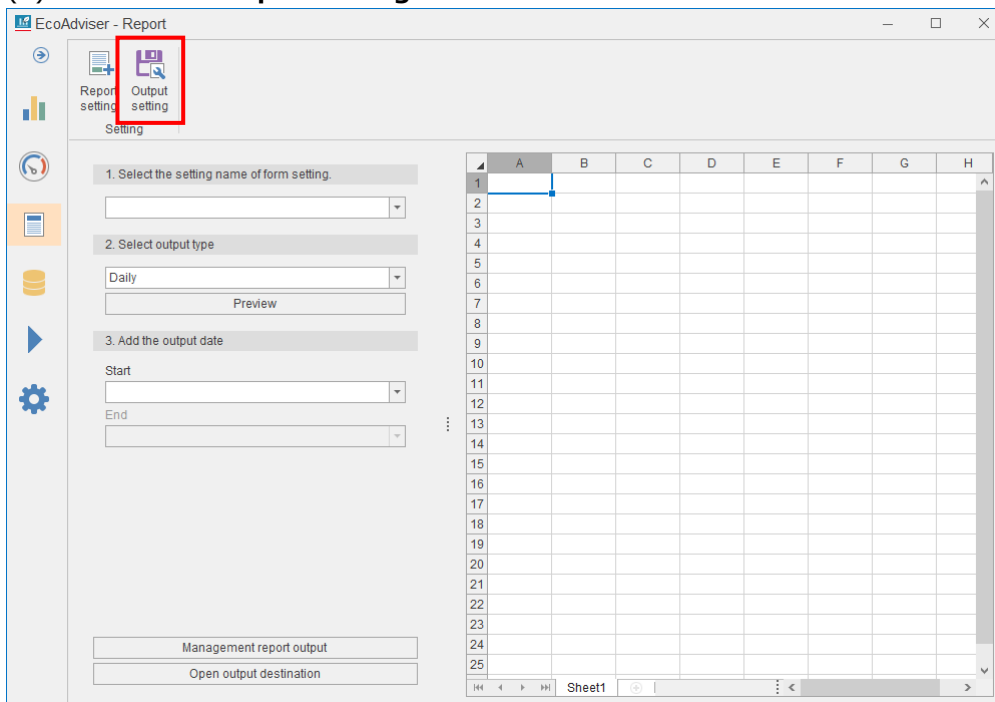 EcoAdviser - Report
Report setting
Output setting
Setting
1. Select the setting name of form setting.
2. Select output type
Daily
Preview
3. Add the output date
Start
End
Management report output
Open output destination
A B C D E F G H
1
2
3
4
5
6
7
8
9
10
11
12
13
14
15
16
17
18
19
20
21
22
23
24
25
Sheet1